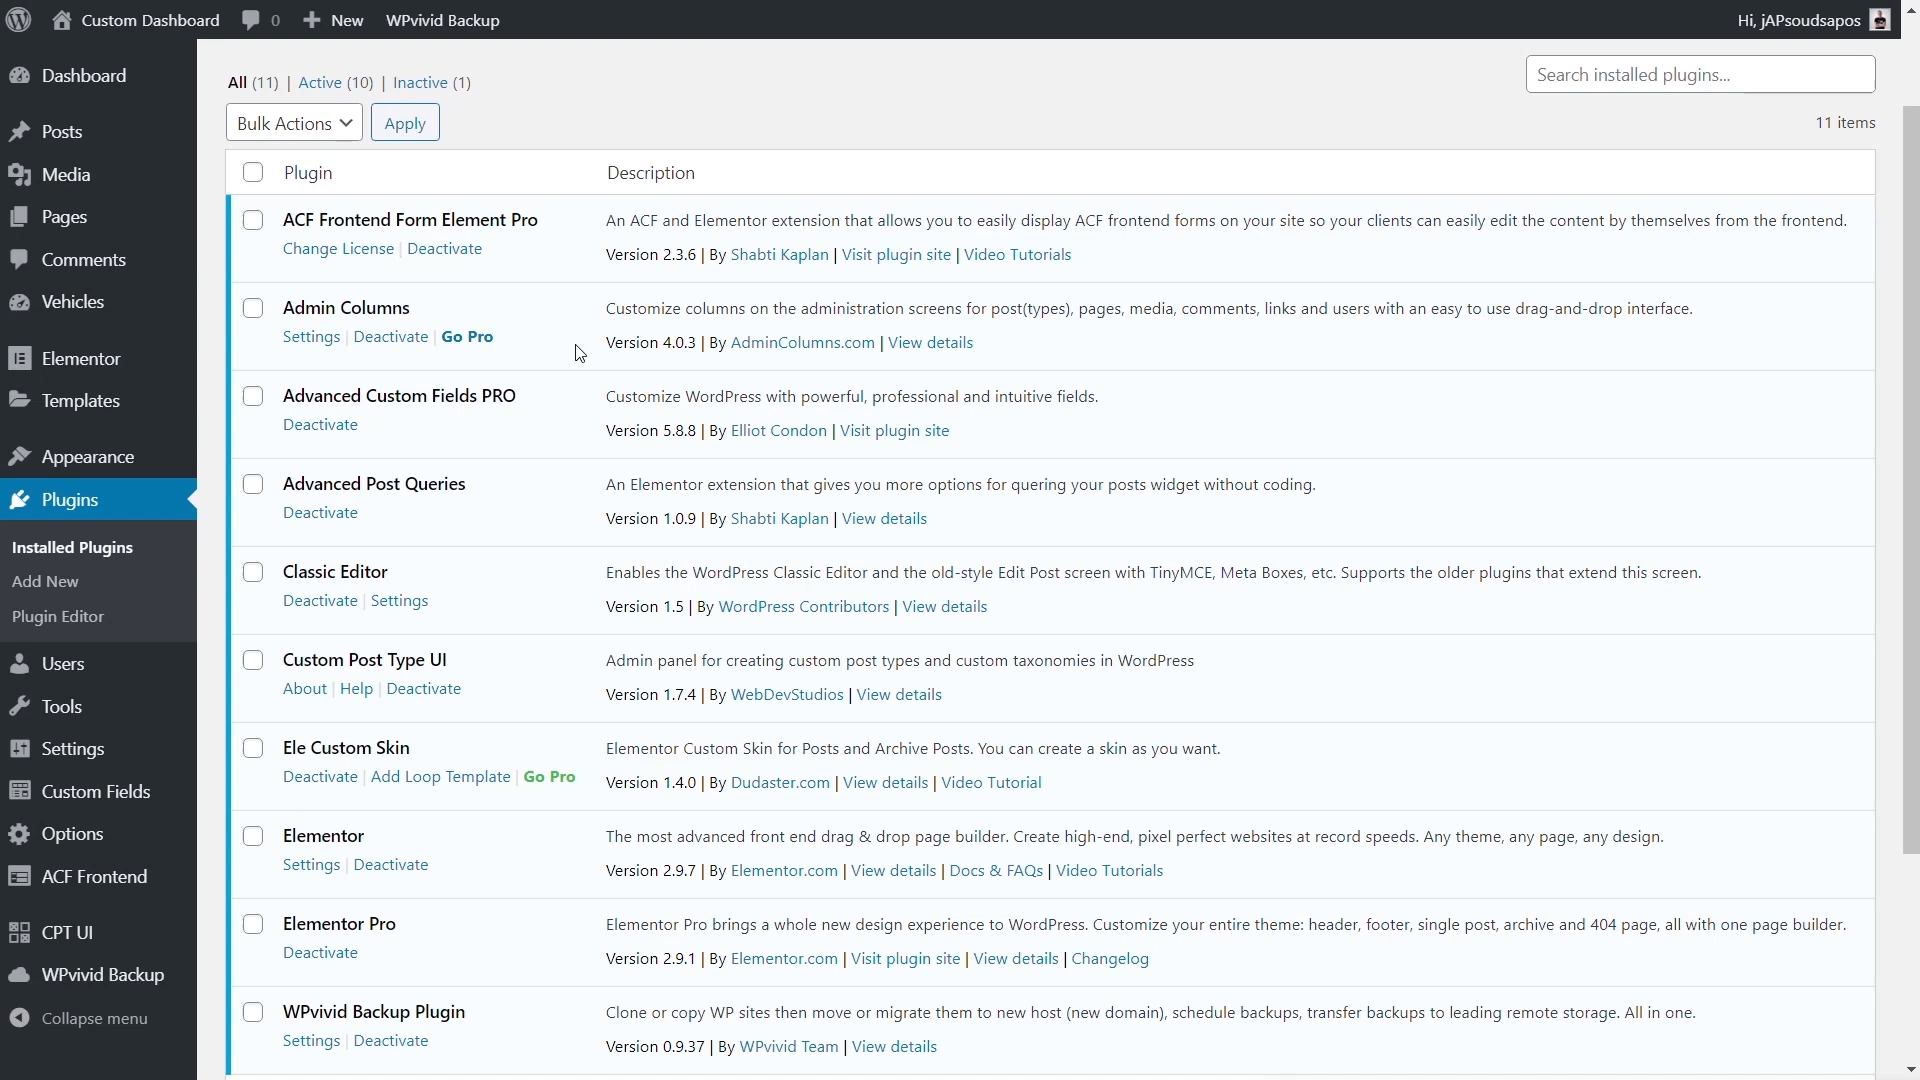 Custom Dashboard 0 New WPvivid Backup Hi, jAPsoudsapos
Dashboard
Posts
Media
Pages
Comments
Vehicles
Elementor
Templates
Appearance
Plugins
Installed Plugins
Add New
Plugin Editor
Users
Tools
Settings
Custom Fields
Options
ACF Frontend
CPT UI
WPvivid Backup
Collapse menu
All (11) | Active (10) | Inactive (1)
Search installed plugins...
Bulk Actions Apply
11 items
Plugin Description
ACF Frontend Form Element Pro
Change License | Deactivate
An ACF and Elementor extension that allows you to easily display ACF frontend forms on your site so your clients can easily edit the content by themselves from the frontend.
Version 2.3.6 | By Shabti Kaplan | Visit plugin site | Video Tutorials
Admin Columns
Settings | Deactivate | Go Pro
Customize columns on the administration screens for post(types), pages, media, comments, links and users with an easy to use drag-and-drop interface.
Version 4.0.3 | By AdminColumns.com | View details
Advanced Custom Fields PRO
Deactivate
Customize WordPress with powerful, professional and intuitive fields.
Version 5.8.8 | By Elliot Condon | Visit plugin site
Advanced Post Queries
Deactivate
An Elementor extension that gives you more options for quering your posts widget without coding.
Version 1.0.9 | By Shabti Kaplan | View details
Classic Editor
Deactivate | Settings
Enables the WordPress Classic Editor and the old-style Edit Post screen with TinyMCE, Meta Boxes, etc. Supports the older plugins that extend this screen.
Version 1.5 | By WordPress Contributors | View details
Custom Post Type UI
About | Help | Deactivate
Admin panel for creating custom post types and custom taxonomies in WordPress
Version 1.7.4 | By WebDevStudios | View details
Ele Custom Skin
Deactivate | Add Loop Template | Go Pro
Elementor Custom Skin for Posts and Archive Posts. You can create a skin as you want.
Version 1.4.0 | By Dudaster.com | View details | Video Tutorial
Elementor
Settings | Deactivate
The most advanced front end drag & drop page builder. Create high-end, pixel perfect websites at record speeds. Any theme, any page, any design.
Version 2.9.7 | By Elementor.com | View details | Docs & FAQs | Video Tutorials
Elementor Pro
Deactivate
Elementor Pro brings a whole new design experience to WordPress. Customize your entire theme: header, footer, single post, archive and 404 page, all with one page builder.
Version 2.9.1 | By Elementor.com | Visit plugin site | View details | Changelog
WPvivid Backup Plugin
Settings | Deactivate
Clone or copy WP sites then move or migrate them to new host (new domain), schedule backups, transfer backups to leading remote storage. All in one.
Version 0.9.37 | By WPvivid Team | View details